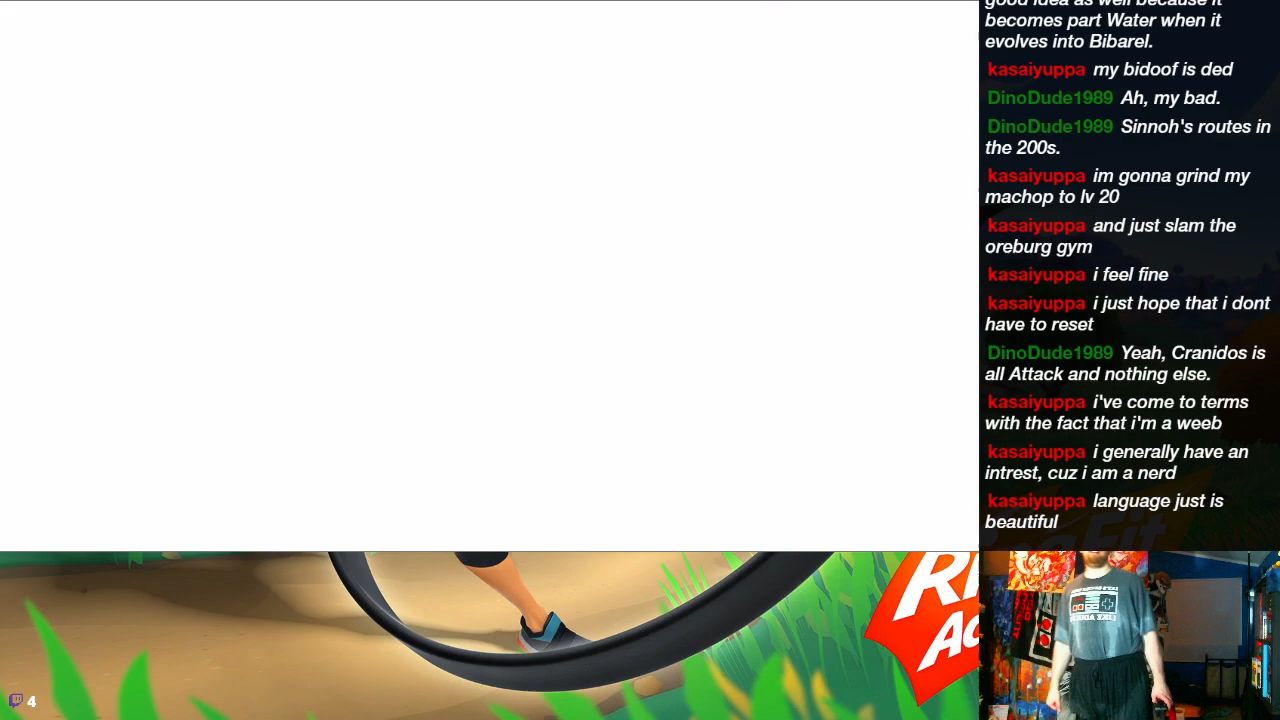 good idea as well because it
becomes part Water when it
evolves into Bibarel.
kasaiyuppa my bidoof is ded
DinoDude1989 Ah, my bad.
DinoDude1989 Sinnoh's routes in
the 200s.
kasaiyuppa im gonna grind my
machop to lv 20
kasaiyuppa and just slam the
oreburg gym
kasaiyuppa i feel fine
kasaiyuppa i just hope that i dont
have to reset
DinoDude1989 Yeah, Cranidos is
all Attack and nothing else.
kasaiyuppa i've come to terms
with the fact that i'm a weeb
kasaiyuppa i generally have an
intrest, cuz i am a nerd
kasaiyuppa language just is
beautiful
4